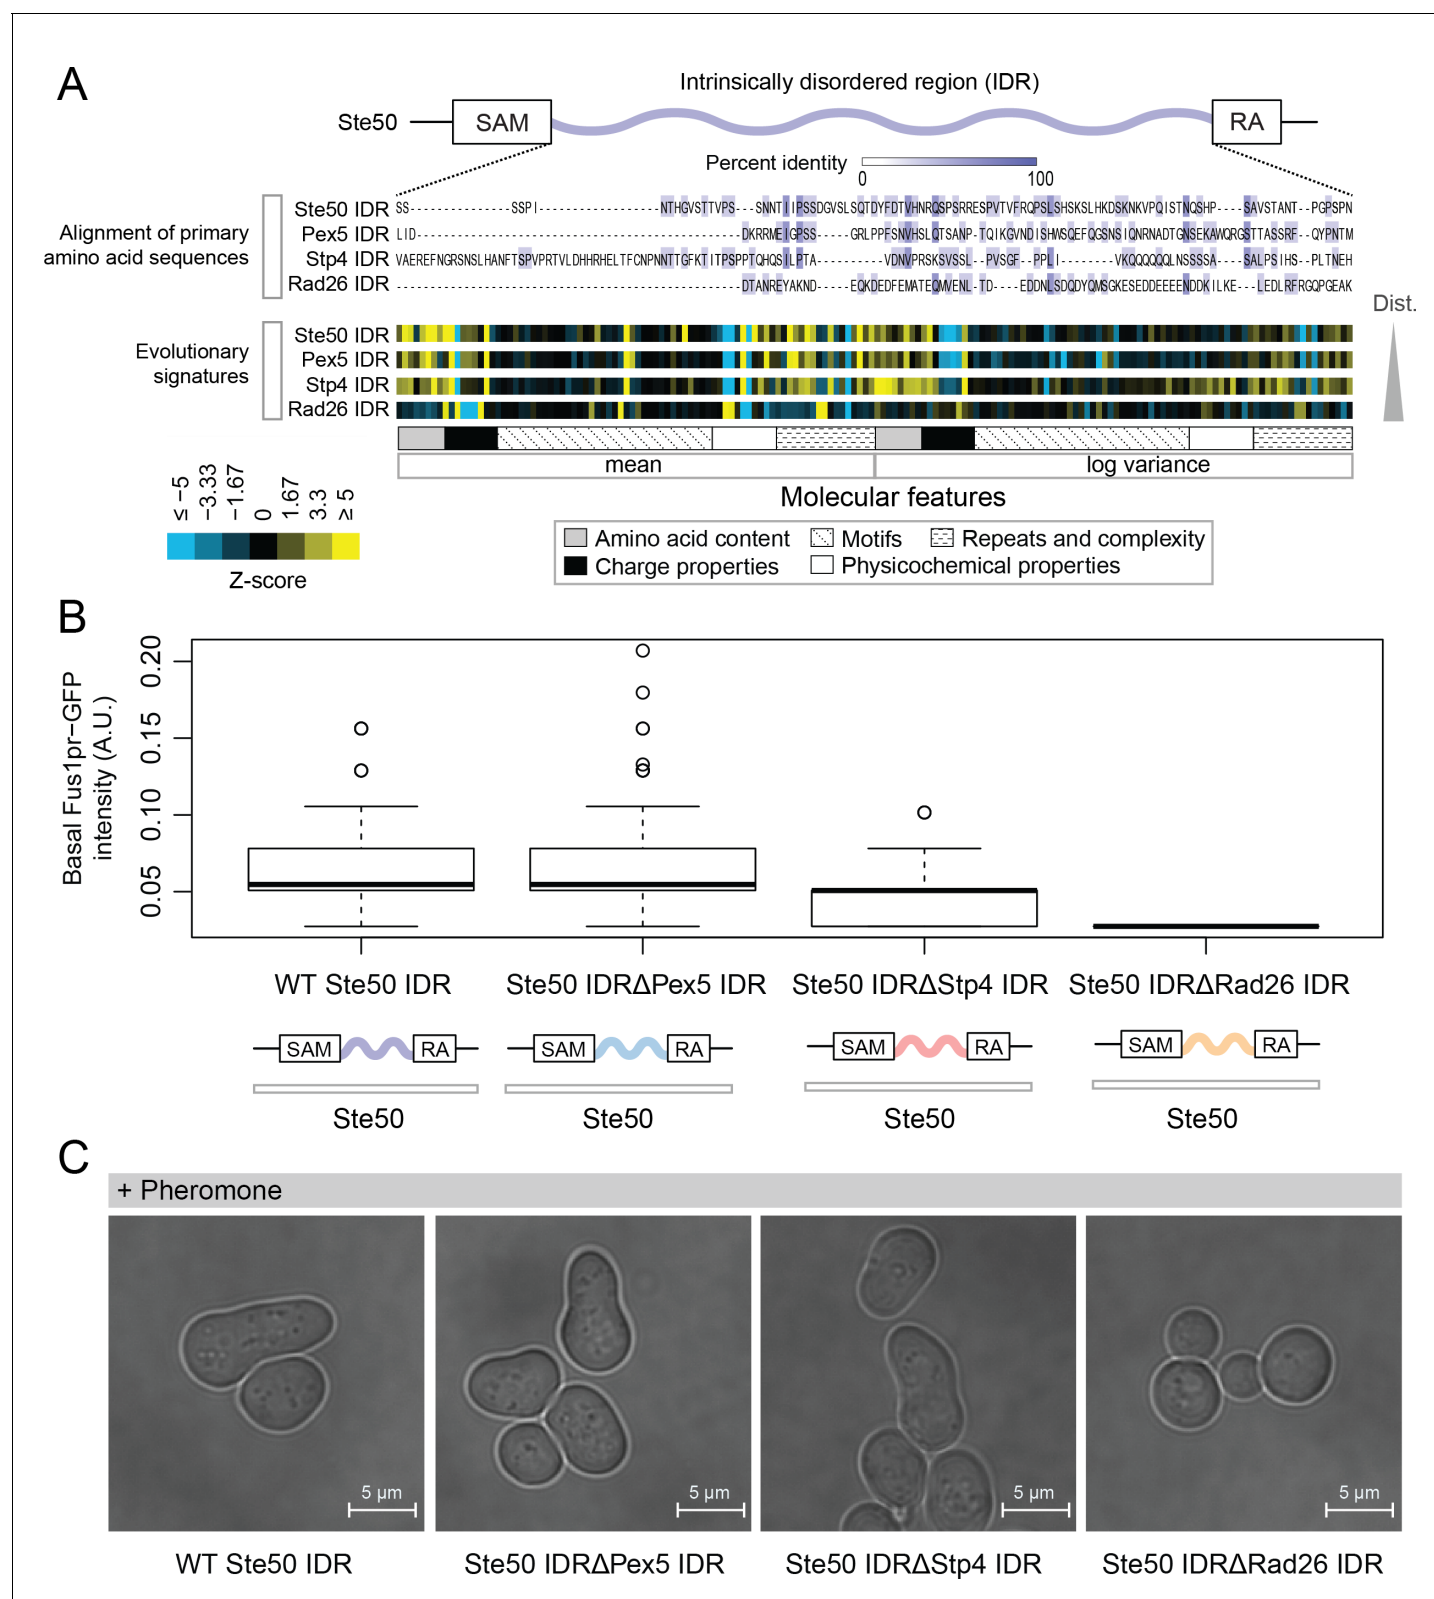 A
Intrinsically disordered region (IDR)
Ste50 SAM RA
Percent identity
0 100
Alignment of primary
amino acid sequences
Ste50 IDR
Pex5 IDR
Stp4 IDR
Rad26 IDR
Dist.
Evolutionary
signatures
Ste50 IDR
Pex5 IDR
Stp4 IDR
Rad26 IDR
mean log variance
Molecular features
≤ −5 −3.33 −1.67 0 1.67 3.3 ≥ 5
Z-score
Amino acid content Motifs Repeats and complexity
Charge properties Physicochemical properties
B
Basal Fus1pr−GFP
intensity (A.U.)
0.20
0.15
0.10
0.05
WT Ste50 IDR Ste50 IDRΔPex5 IDR Ste50 IDRΔStp4 IDR Ste50 IDRΔRad26 IDR
SAM RA SAM RA SAM RA SAM RA
Ste50 Ste50 Ste50 Ste50
C
+ Pheromone
5 μm 5 μm 5 μm 5 μm
WT Ste50 IDR Ste50 IDRΔPex5 IDR Ste50 IDRΔStp4 IDR Ste50 IDRΔRad26 IDR